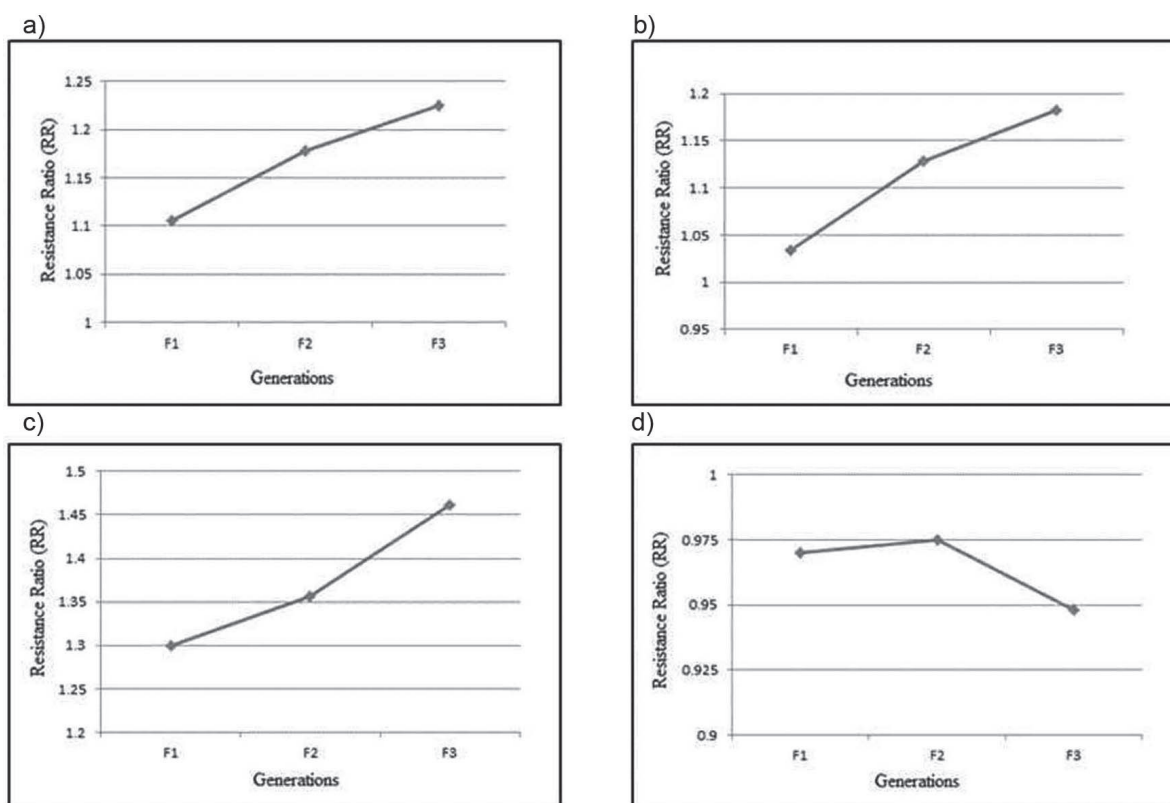 a)
1.25
1.2
1.15
1.1
1.05
1
Resistance Ratio (RR)
F1 F2 F3
Generations
b)
1.2
1.15
1.1
1.05
1
0.95
Resistance Ratio (RR)
F1 F2 F3
Generations
c)
1.5
1.45
1.4
1.35
1.3
1.25
1.2
Resistance Ratio (RR)
F1 F2 F3
Generations
d)
1
0.975
0.95
0.925
0.9
Resistance Ratio (RR)
F1 F2 F3
Generations